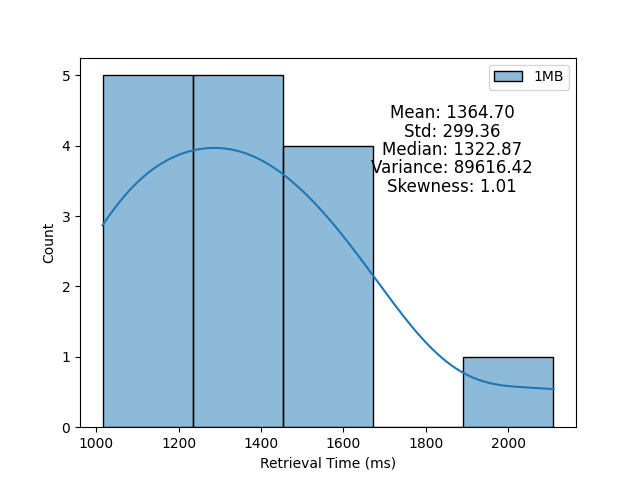 1MB
Mean: 1364.70
Std: 299.36
Median: 1322.87
Variance: 89616.42
Skewness: 1.01
5
4
3
2
1
0
Count
1000 1200 1400 1600 1800 2000
Retrieval Time (ms)